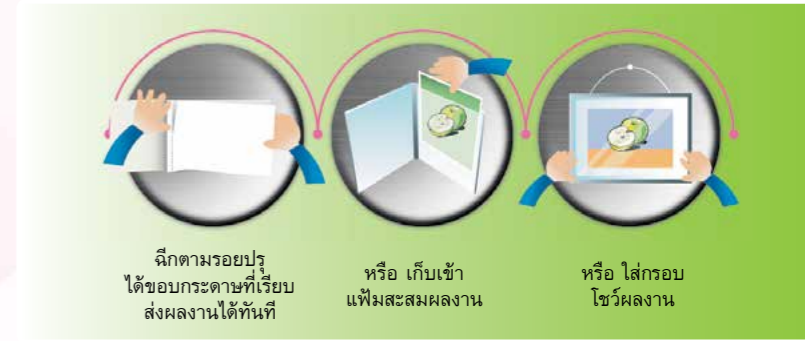 ฉีกตามรอยปรุ
ได้ขอบกระดาษที่เรียบ
ส่งผลงานได้ทันที
หรือ เก็บเข้า
แฟ้มสะสมผลงาน
หรือ ใส่กรอบ
โชว์ผลงาน